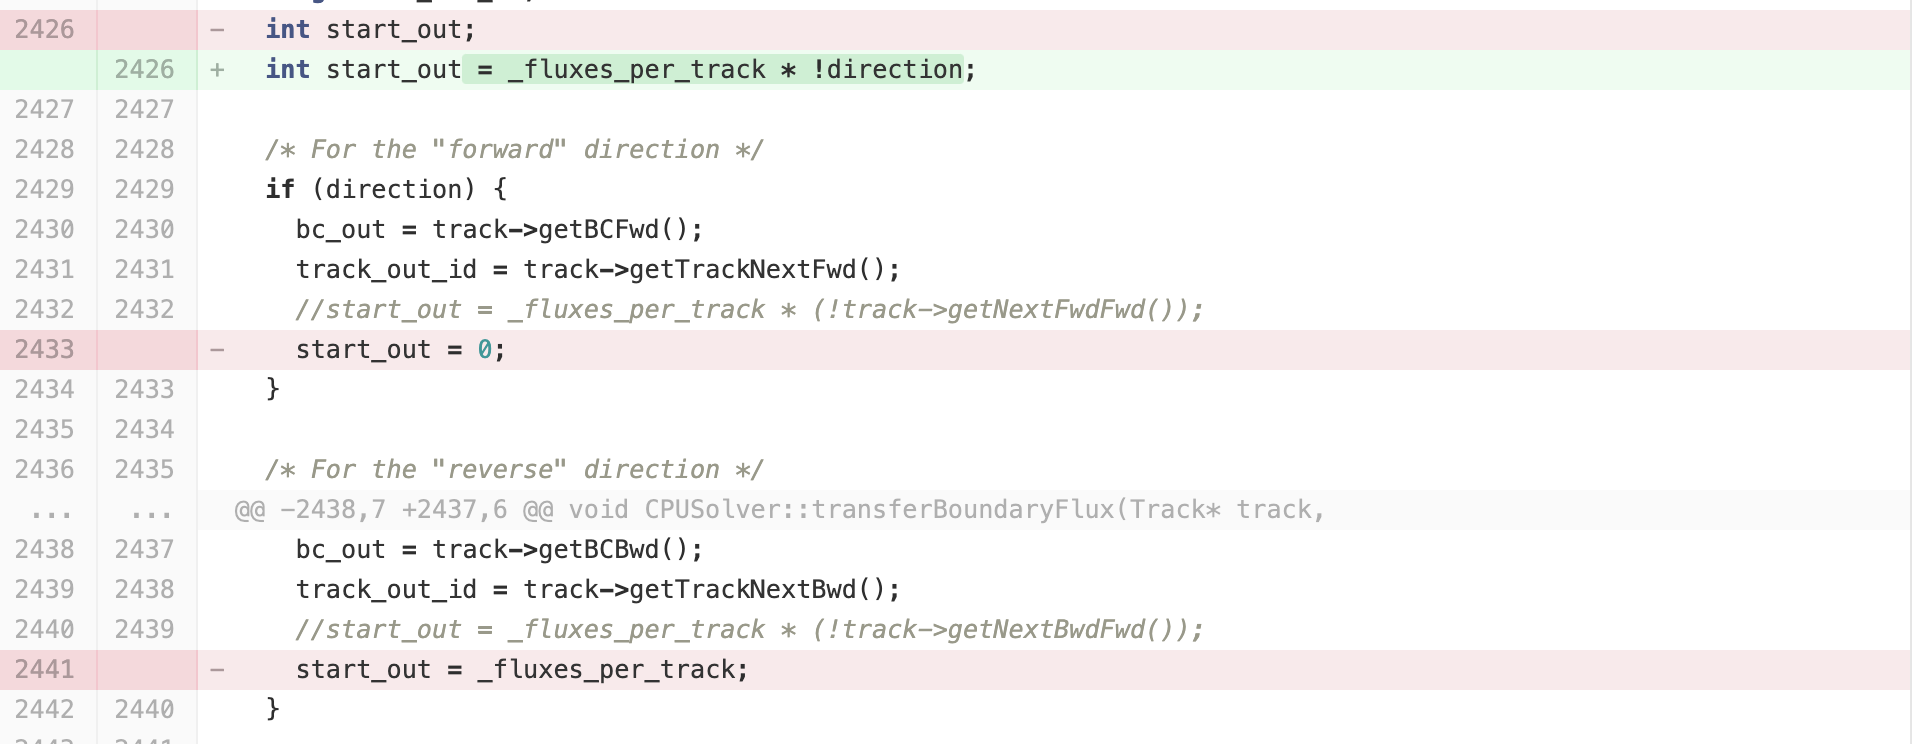 2426 - int start_out;
2426 + int start_out = _fluxes_per_track * !direction;
2427 2427
2428 2428 /* For the "forward" direction */
2429 2429 if (direction) {
2430 2430 bc_out = track->getBCFwd();
2431 2431 track_out_id = track->getTrackNextFwd();
2432 2432 //start_out = _fluxes_per_track * (!track->getNextFwdFwd());
2433 - start_out = 0;
2434 2433 }
2435 2434
2436 2435 /* For the "reverse" direction */
... ... @@ -2438,7 +2437,6 @@ void CPUSolver::transferBoundaryFlux(Track* track,
2438 2437 bc_out = track->getBCBwd();
2439 2438 track_out_id = track->getTrackNextBwd();
2440 2439 //start_out = _fluxes_per_track * (!track->getNextBwdFwd());
2441 - start_out = _fluxes_per_track;
2442 2440 }